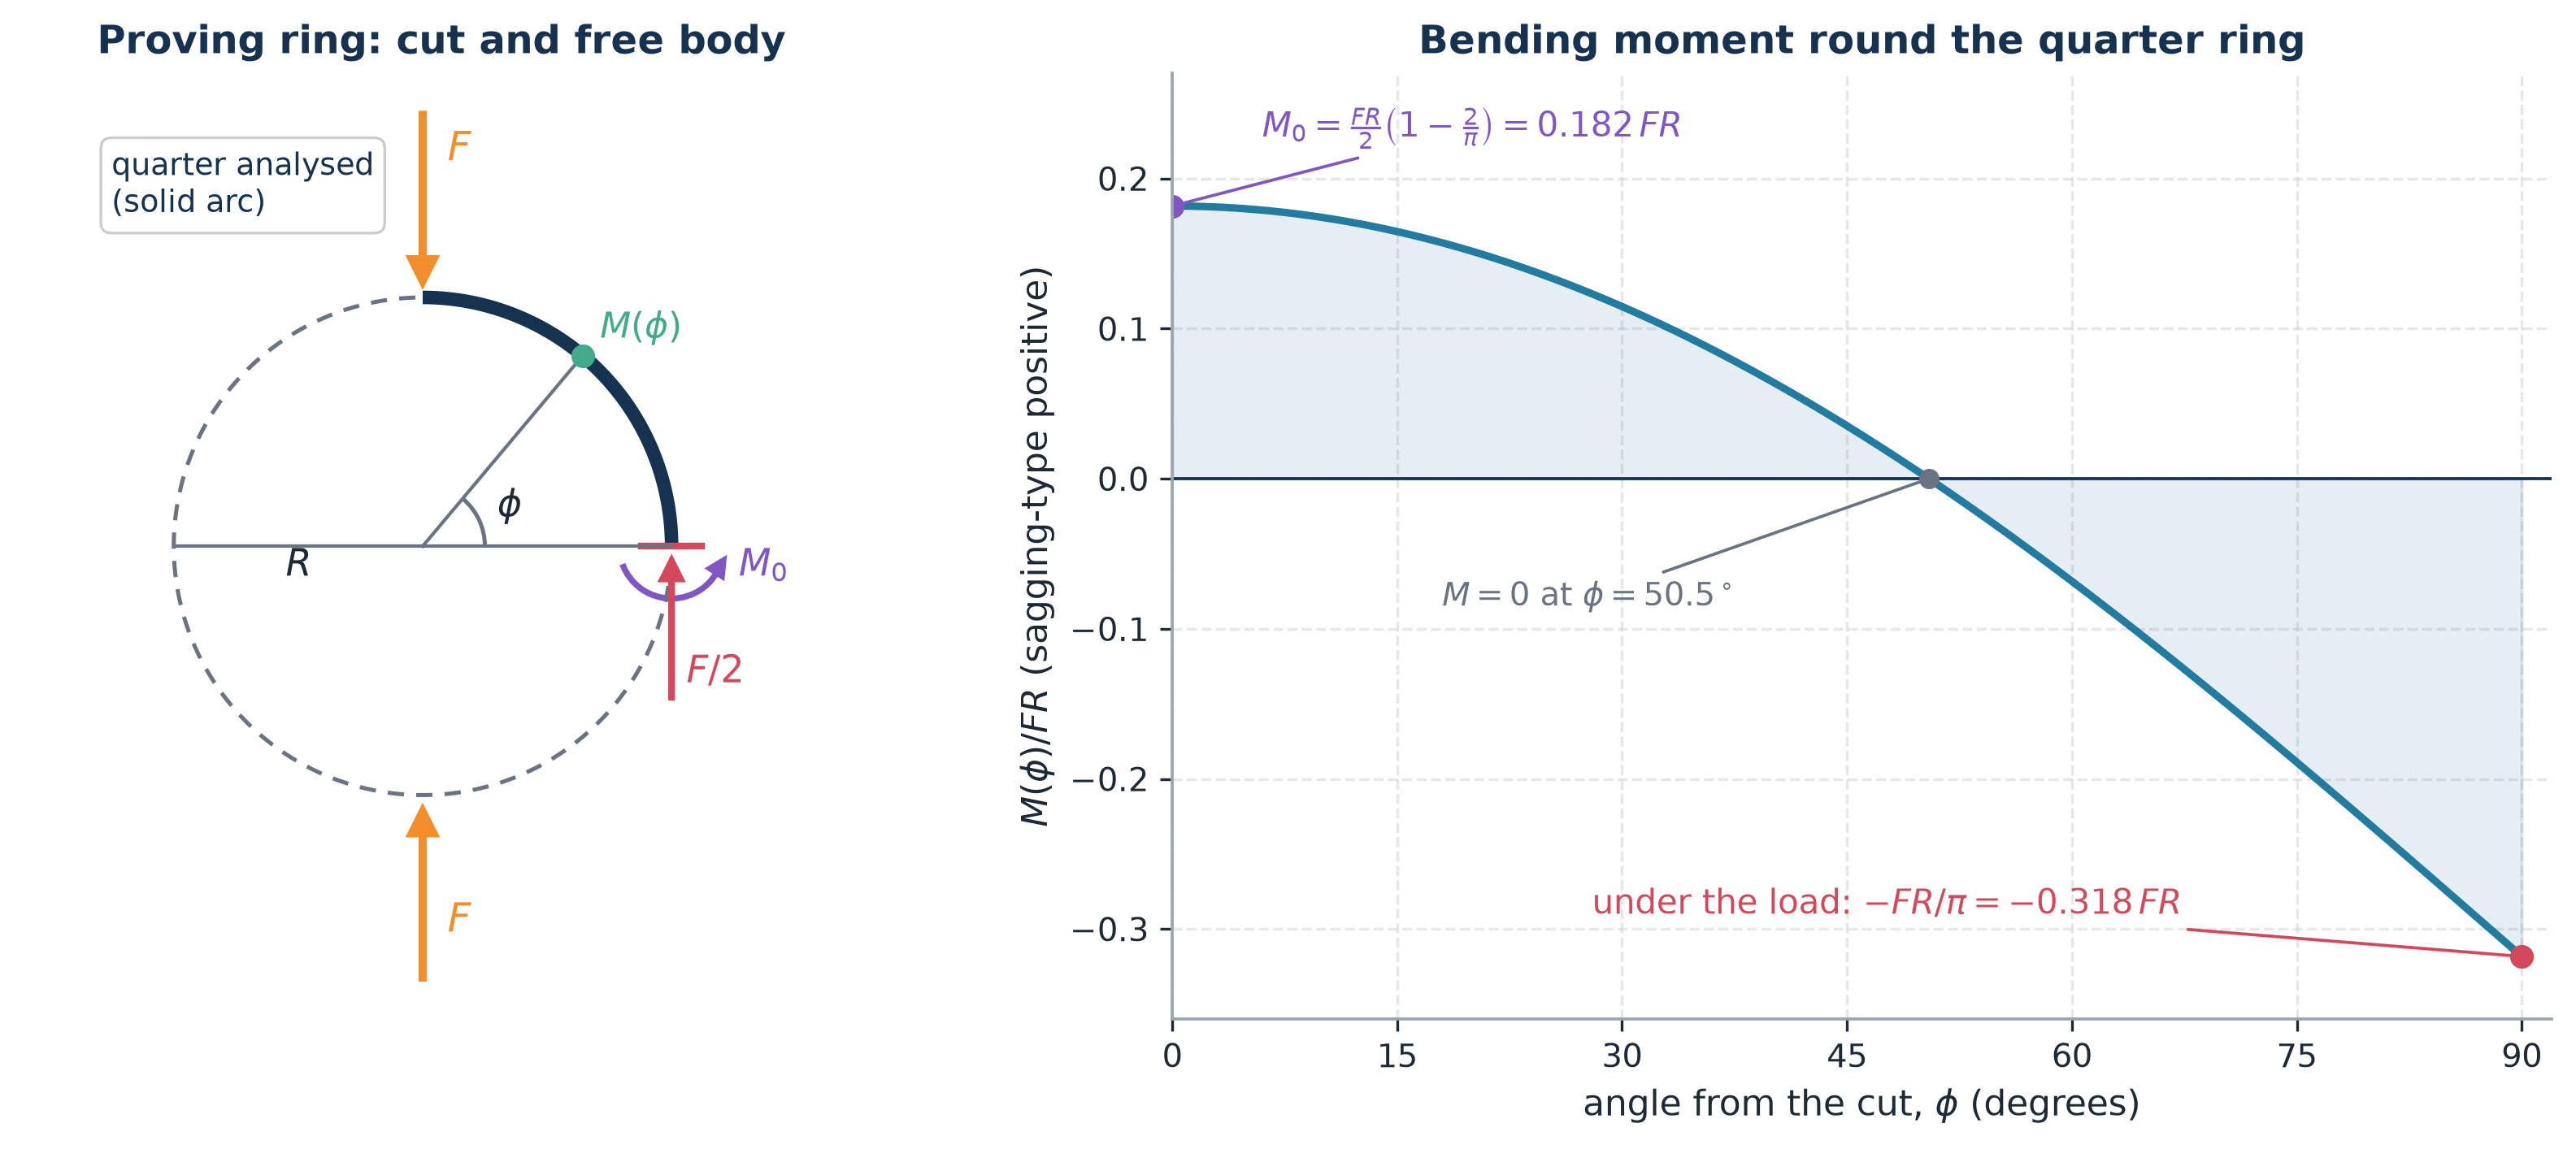 Proving ring: cut and free body
F
quarter analysed
(solid arc)
M(ϕ)
ϕ
R
M₀
F/2
F
Bending moment round the quarter ring
M₀ = FR/2 (1 − 2/π) = 0.182 FR
M = 0 at ϕ = 50.5°
under the load: −FR/π = −0.318 FR
M(ϕ)/FR (sagging-type positive)
0.2
0.1
0.0
−0.1
−0.2
−0.3
0 15 30 45 60 75 90
angle from the cut, ϕ (degrees)